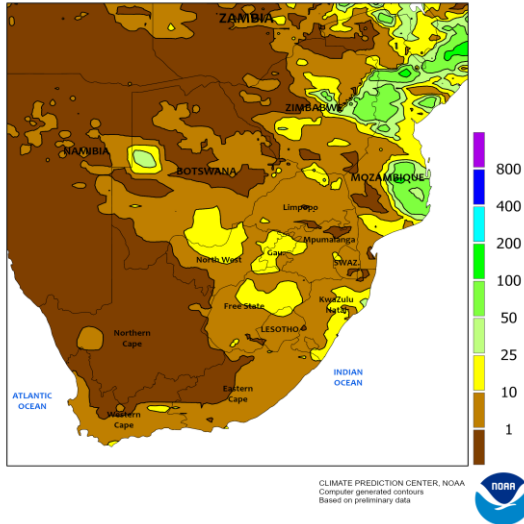 ZAMBIA
ZIMBABWE
NAMIBIA
BOTSWANA
MOZAMBIQUE
Limpopo
Mpumalanga
North West
Gau.
SWAZ.
Free State
KwaZulu
Natal
LESOTHO
Northern
Cape
Eastern
Cape
Western
Cape
ATLANTIC
OCEAN
INDIAN
OCEAN
800
400
200
100
50
25
10
1
CLIMATE PREDICTION CENTER, NOAA
Computer generated contours
Based on preliminary data
NOAA